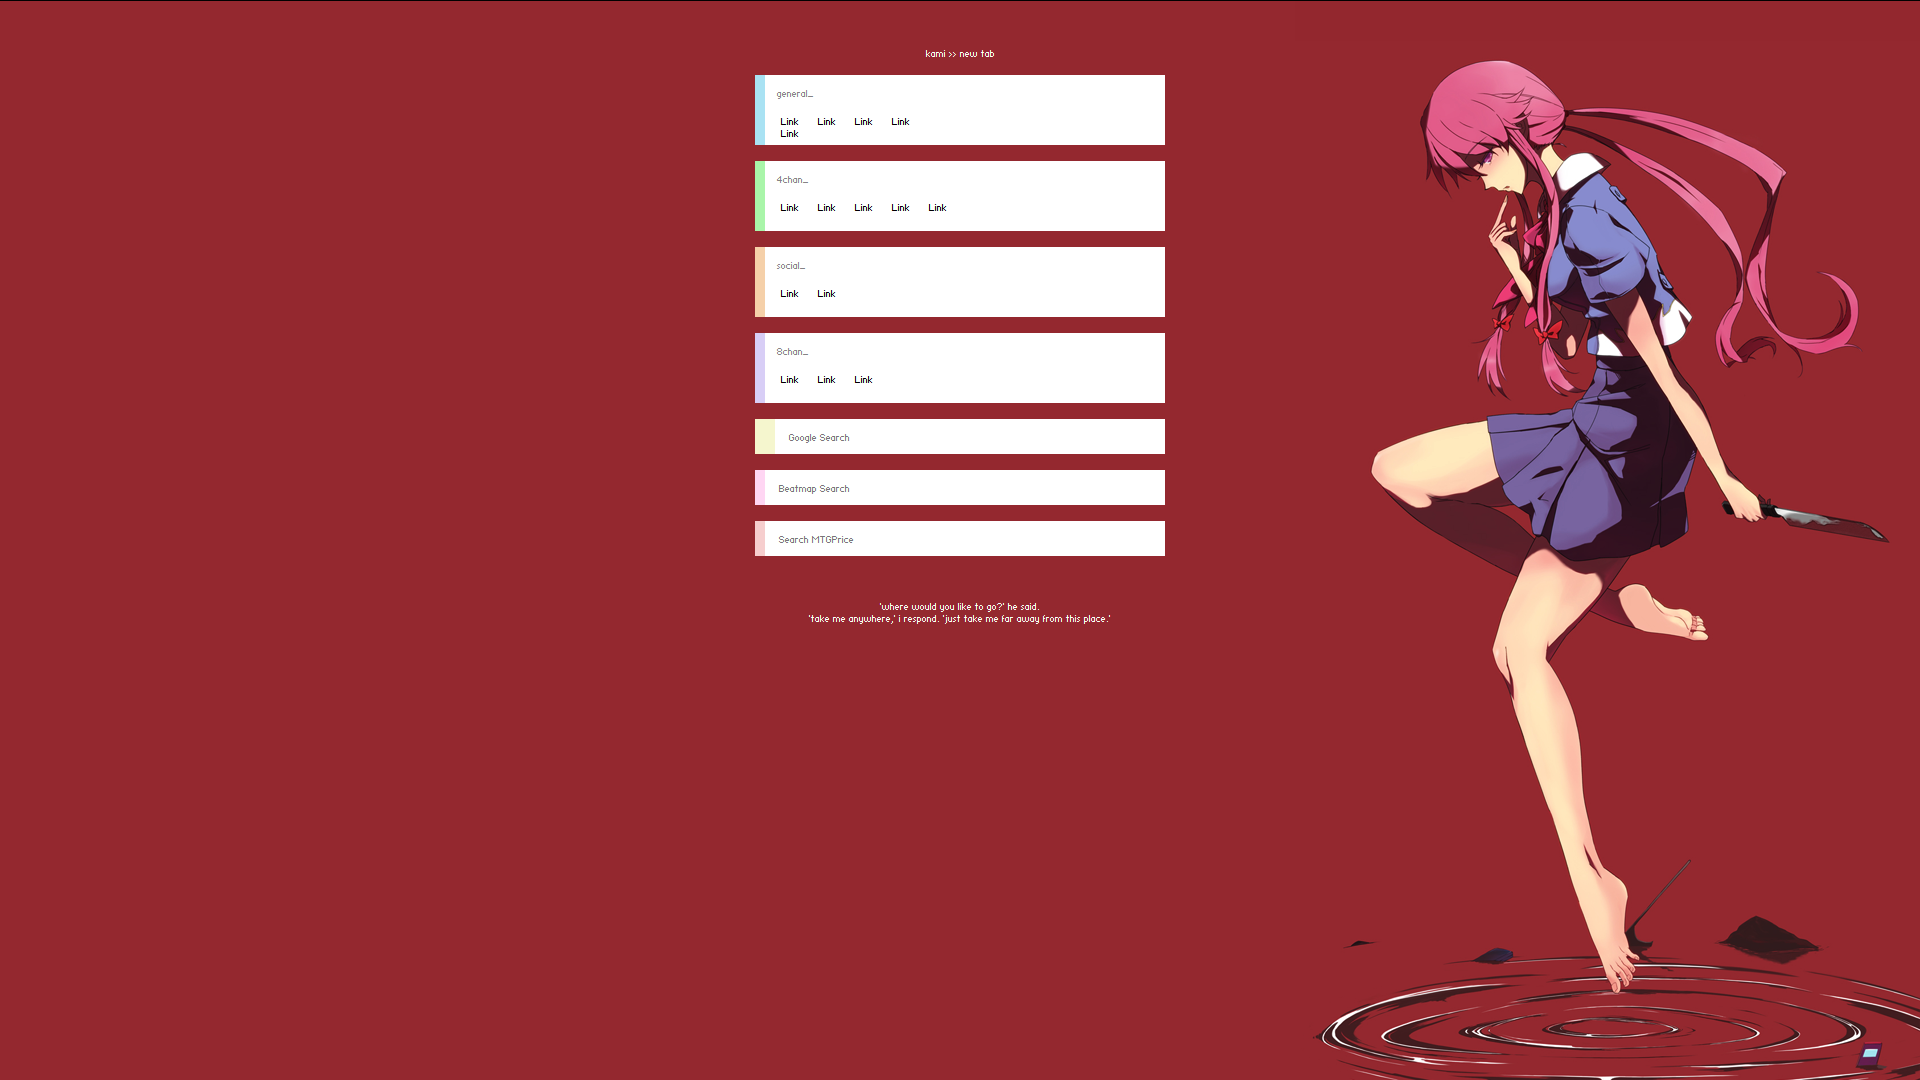 kami >> new tab
general_
Link Link Link Link
Link
4chan_
Link Link Link Link Link
social_
Link Link
8chan_
Link Link Link
Google Search
Beatmap Search
Search MTGPrice
'where would you like to go?' he said.
'take me anywhere,' i respond. 'just take me far away from this place.'